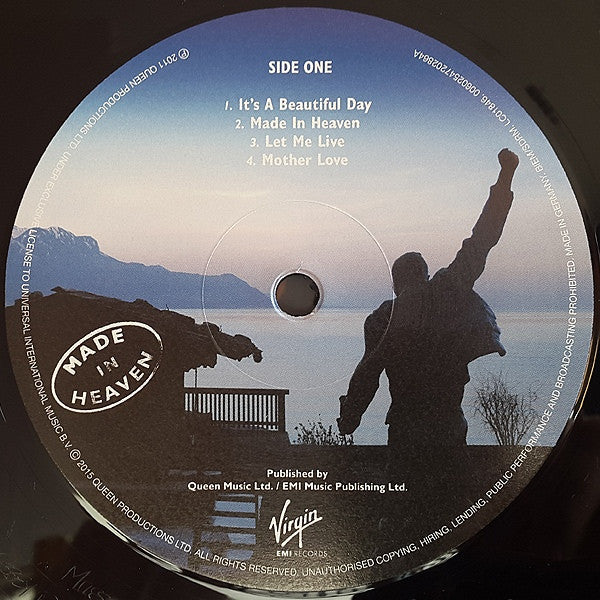 SIDE ONE
1. It's A Beautiful Day
2. Made In Heaven
3. Let Me Live
4. Mother Love
MADE
IN
HEAVEN
Published by
Queen Music Ltd. / EMI Music Publishing Ltd.
Virgin
EMI RECORDS
℗ 2011 QUEEN PRODUCTIONS LTD. UNDER EXCLUSIVE LICENSE TO UNIVERSAL INTERNATIONAL MUSIC B.V. © 2015 QUEEN PRODUCTIONS LTD. ALL RIGHTS RESERVED. UNAUTHORISED COPYING, HIRING, LENDING, PUBLIC PERFORMANCE AND BROADCASTING PROHIBITED. MADE IN GERMANY. BIEM/SDRM. LC01846. 00602547202864A